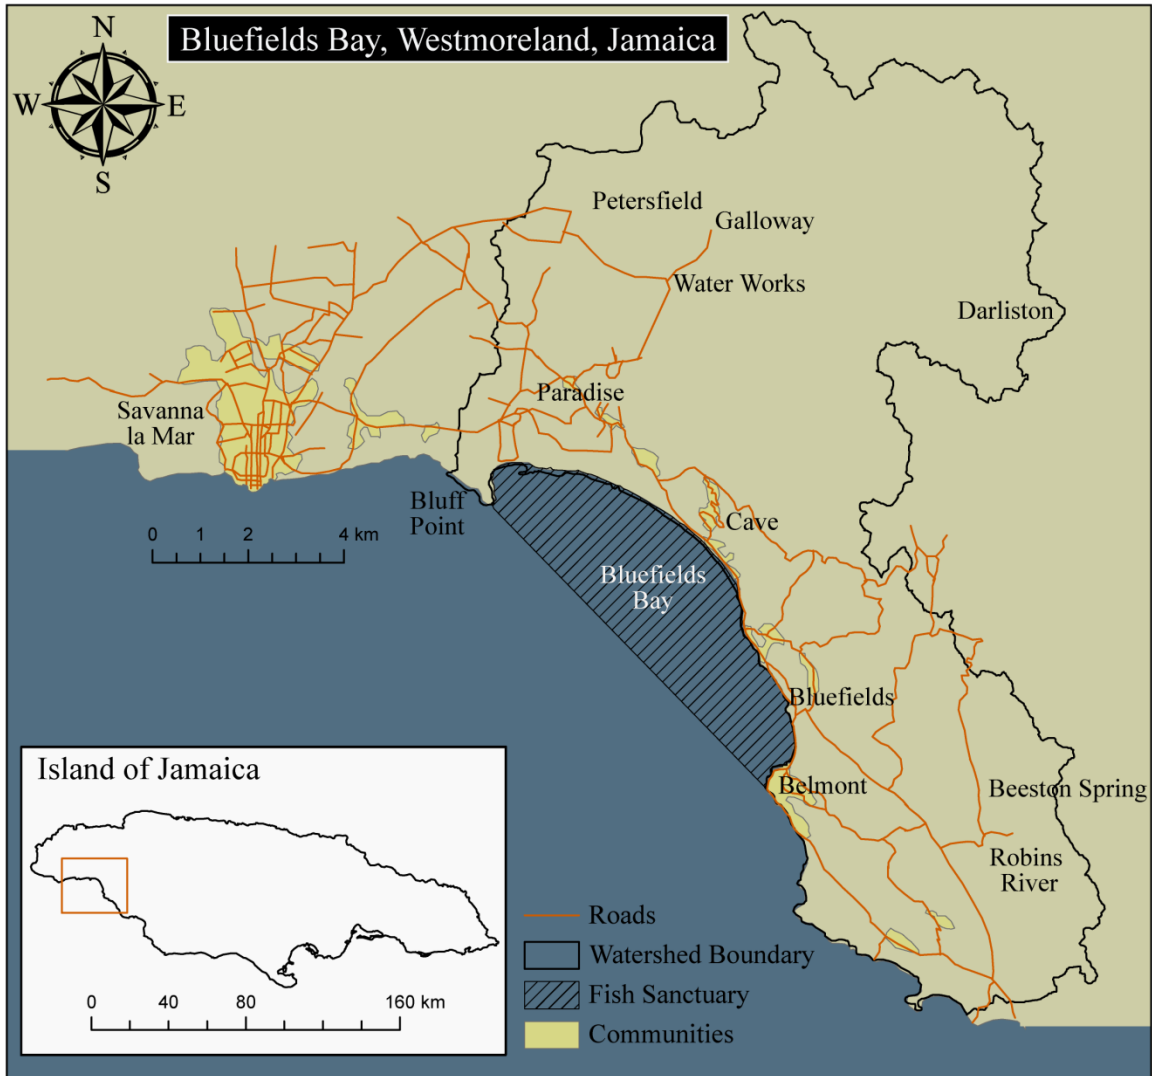 Bluefields Bay, Westmoreland, Jamaica
N
W
E
S
Petersfield
Galloway
Water Works
Darliston
Paradise
Savanna
la Mar
Bluff
Point
Cave
0 1 2 4 km
Bluefields
Bay
Bluefields
Belmont
Beeston Spring
Robins
River
Island of Jamaica
0 40 80 160 km
Roads
Watershed Boundary
Fish Sanctuary
Communities